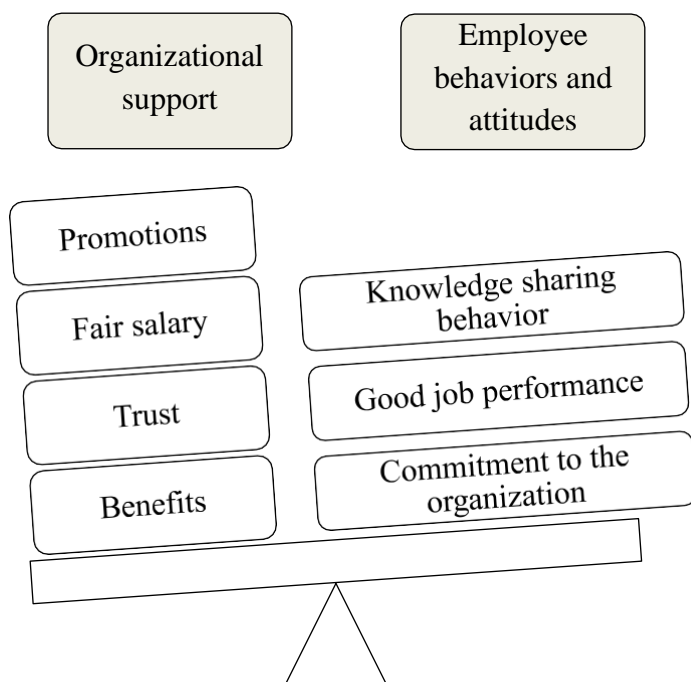 Organizational
support
Employee
behaviors and
attitudes
Promotions
Fair salary
Trust
Benefits
Knowledge sharing
behavior
Good job performance
Commitment to the
organization